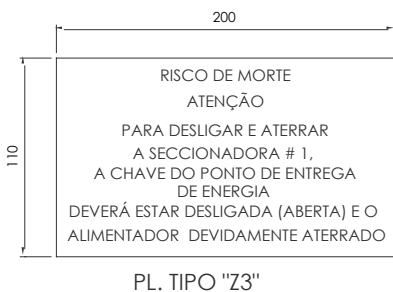 200
110
RISCO DE MORTE
ATENÇÃO
PARA DESLIGAR E ATERRAR
A SECCIONADORA # 1,
A CHAVE DO PONTO DE ENTREGA
DE ENERGIA
DEVERÁ ESTAR DESLIGADA (ABERTA) E O
ALIMENTADOR DEVIDAMENTE ATERRADO
PL. TIPO "Z3"